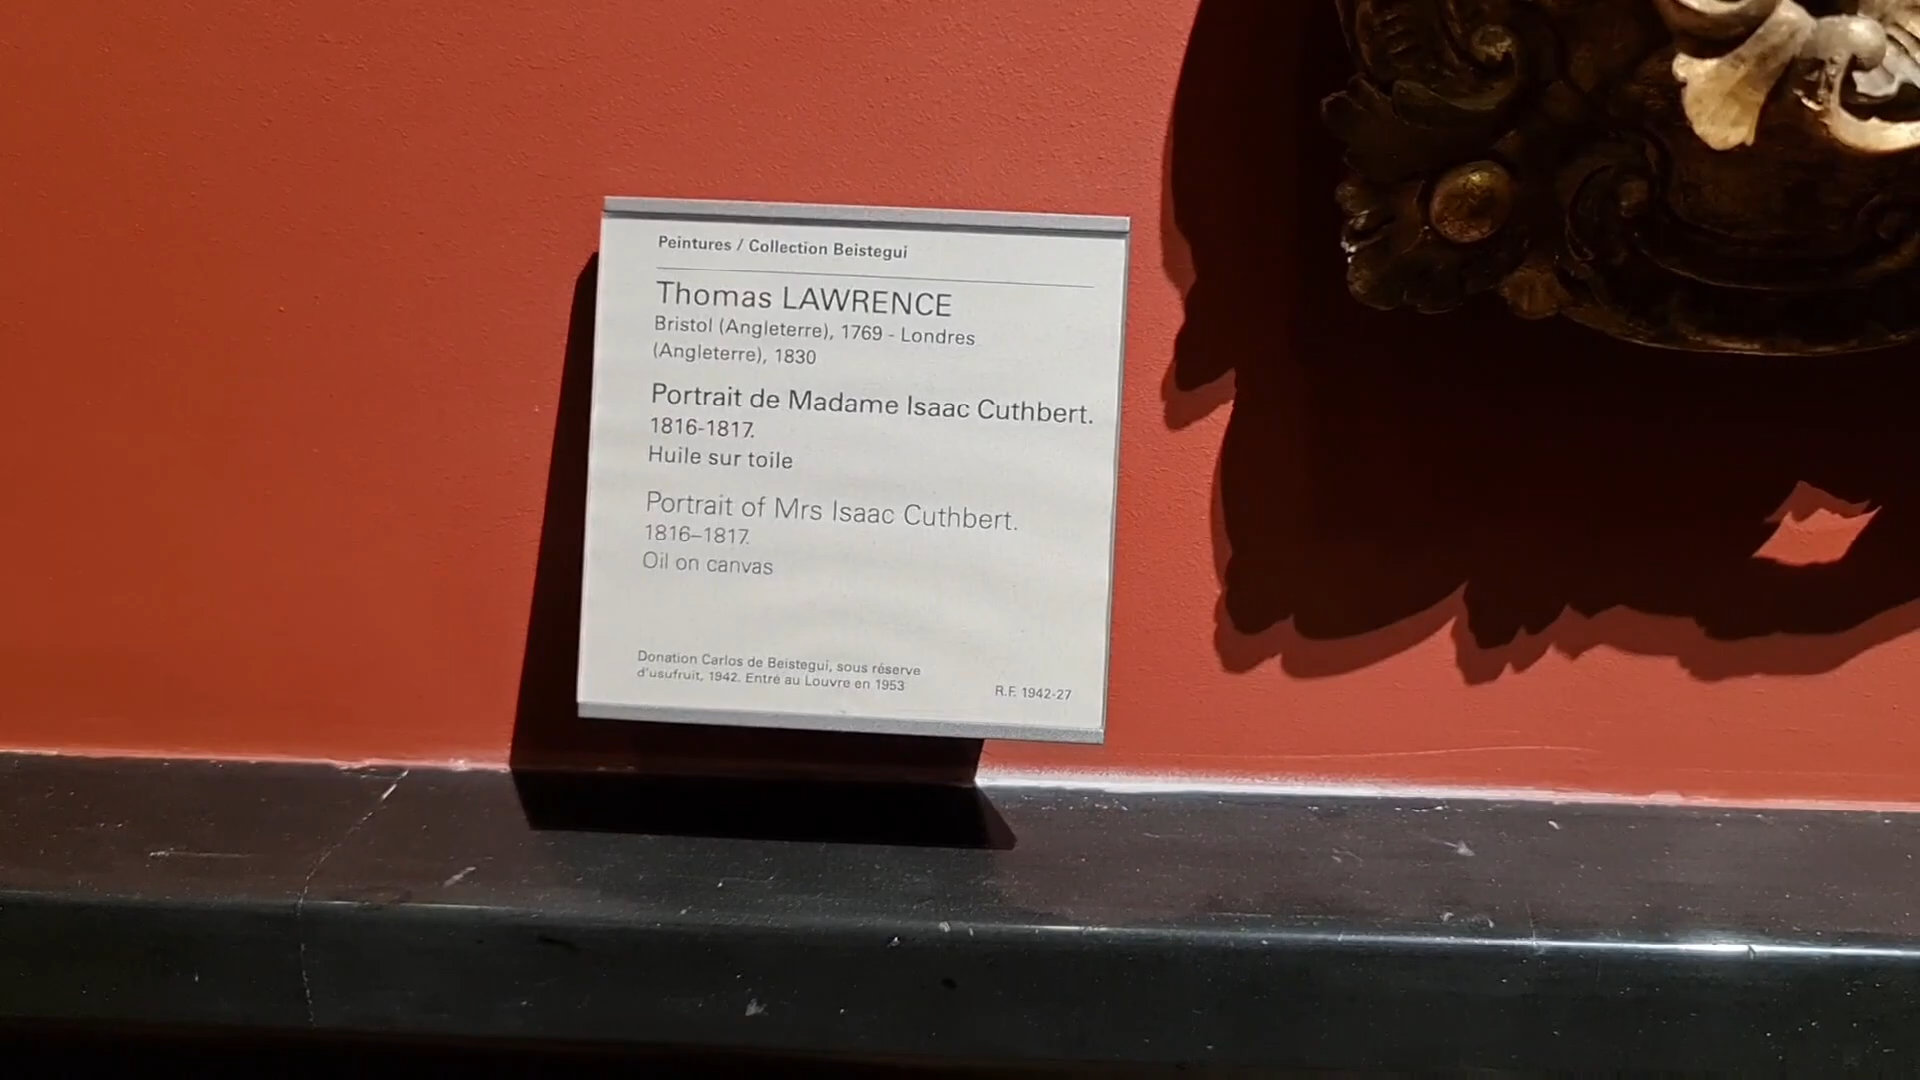 Peintures / Collection Beistegui
Thomas LAWRENCE
Bristol (Angleterre), 1769 - Londres
(Angleterre), 1830
Portrait de Madame Isaac Cuthbert.
1816-1817.
Huile sur toile
Portrait of Mrs Isaac Cuthbert.
1816–1817.
Oil on canvas
Donation Carlos de Beistegui, sous réserve
d'usufruit, 1942. Entré au Louvre en 1953
R.F. 1942-27